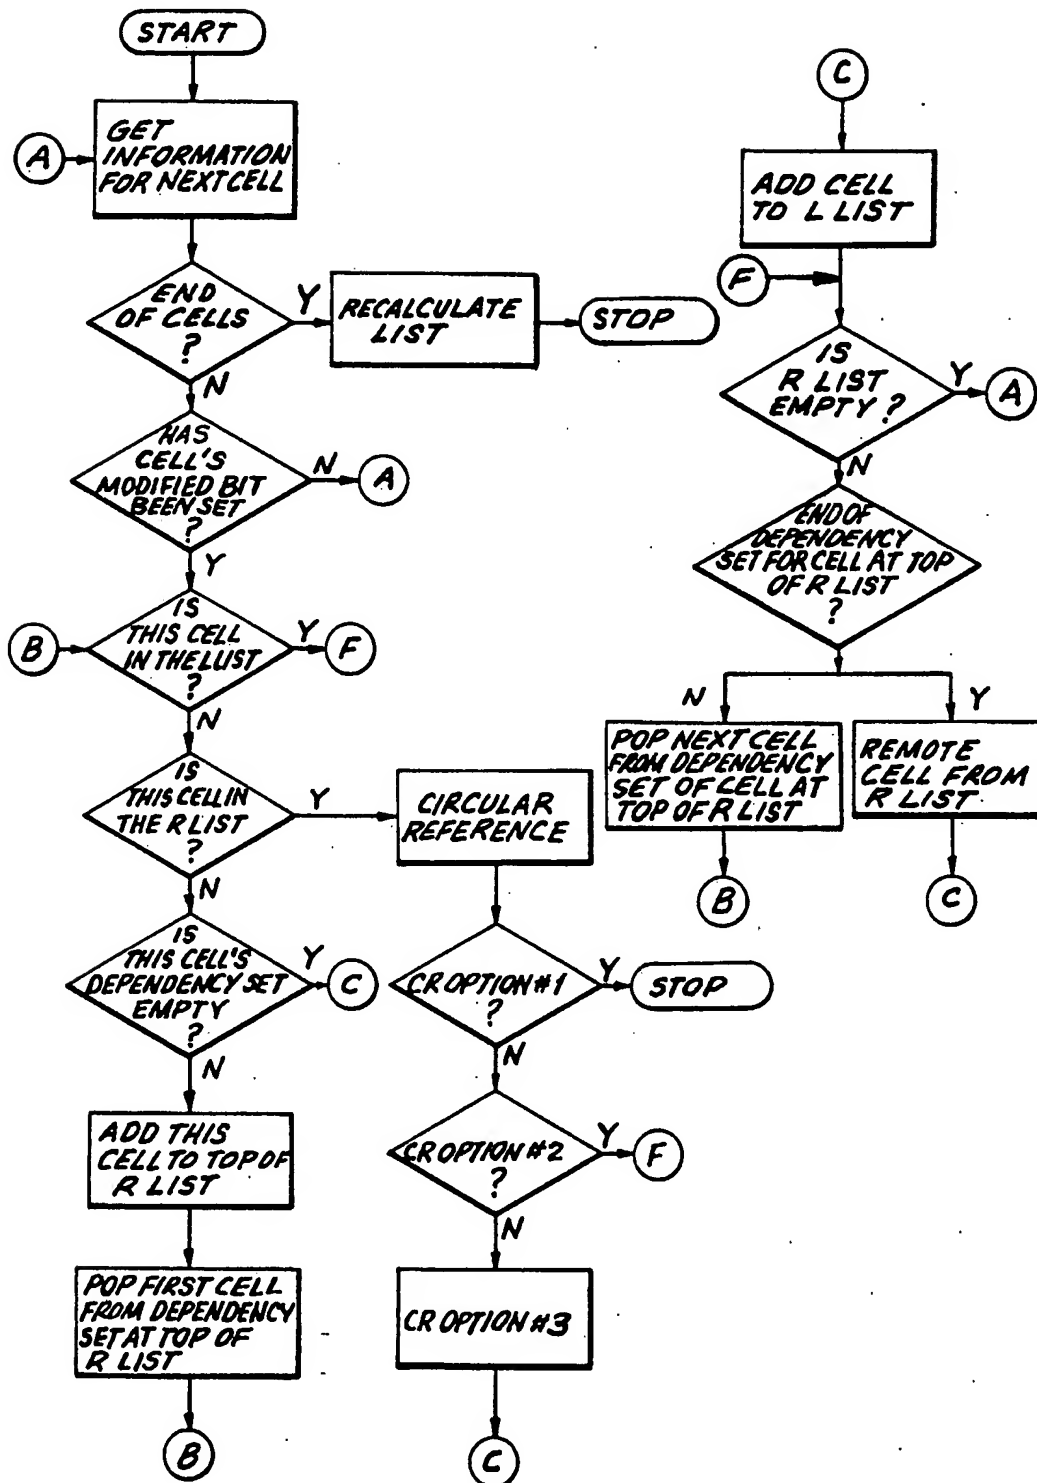 START
A
GET
INFORMATION
FOR NEXT CELL
END
OF CELLS
?
Y
RECALCULATE
LIST
STOP
N
HAS
CELL'S
MODIFIED BIT
BEEN SET
?
N
A
Y
B
IS
THIS CELL
IN THE L LIST
?
Y
F
N
IS
THIS CELL IN
THE R LIST
?
Y
CIRCULAR
REFERENCE
N
IS
THIS CELL'S
DEPENDENCY SET
EMPTY
?
Y
C
CR OPTION #1
?
Y
STOP
N
N
ADD THIS
CELL TO TOP OF
R LIST
CR OPTION #2
?
Y
F
N
POP FIRST CELL
FROM DEPENDENCY
SET AT TOP OF
R LIST
CR OPTION #3
B
C
C
ADD CELL
TO L LIST
F
IS
R LIST
EMPTY ?
Y
A
N
END OF
DEPENDENCY
SET FOR CELL AT TOP
OF R LIST
?
N
Y
POP NEXT CELL
FROM DEPENDENCY
SET OF CELL AT
TOP OF R LIST
REMOTE
CELL FROM
R LIST
B
C